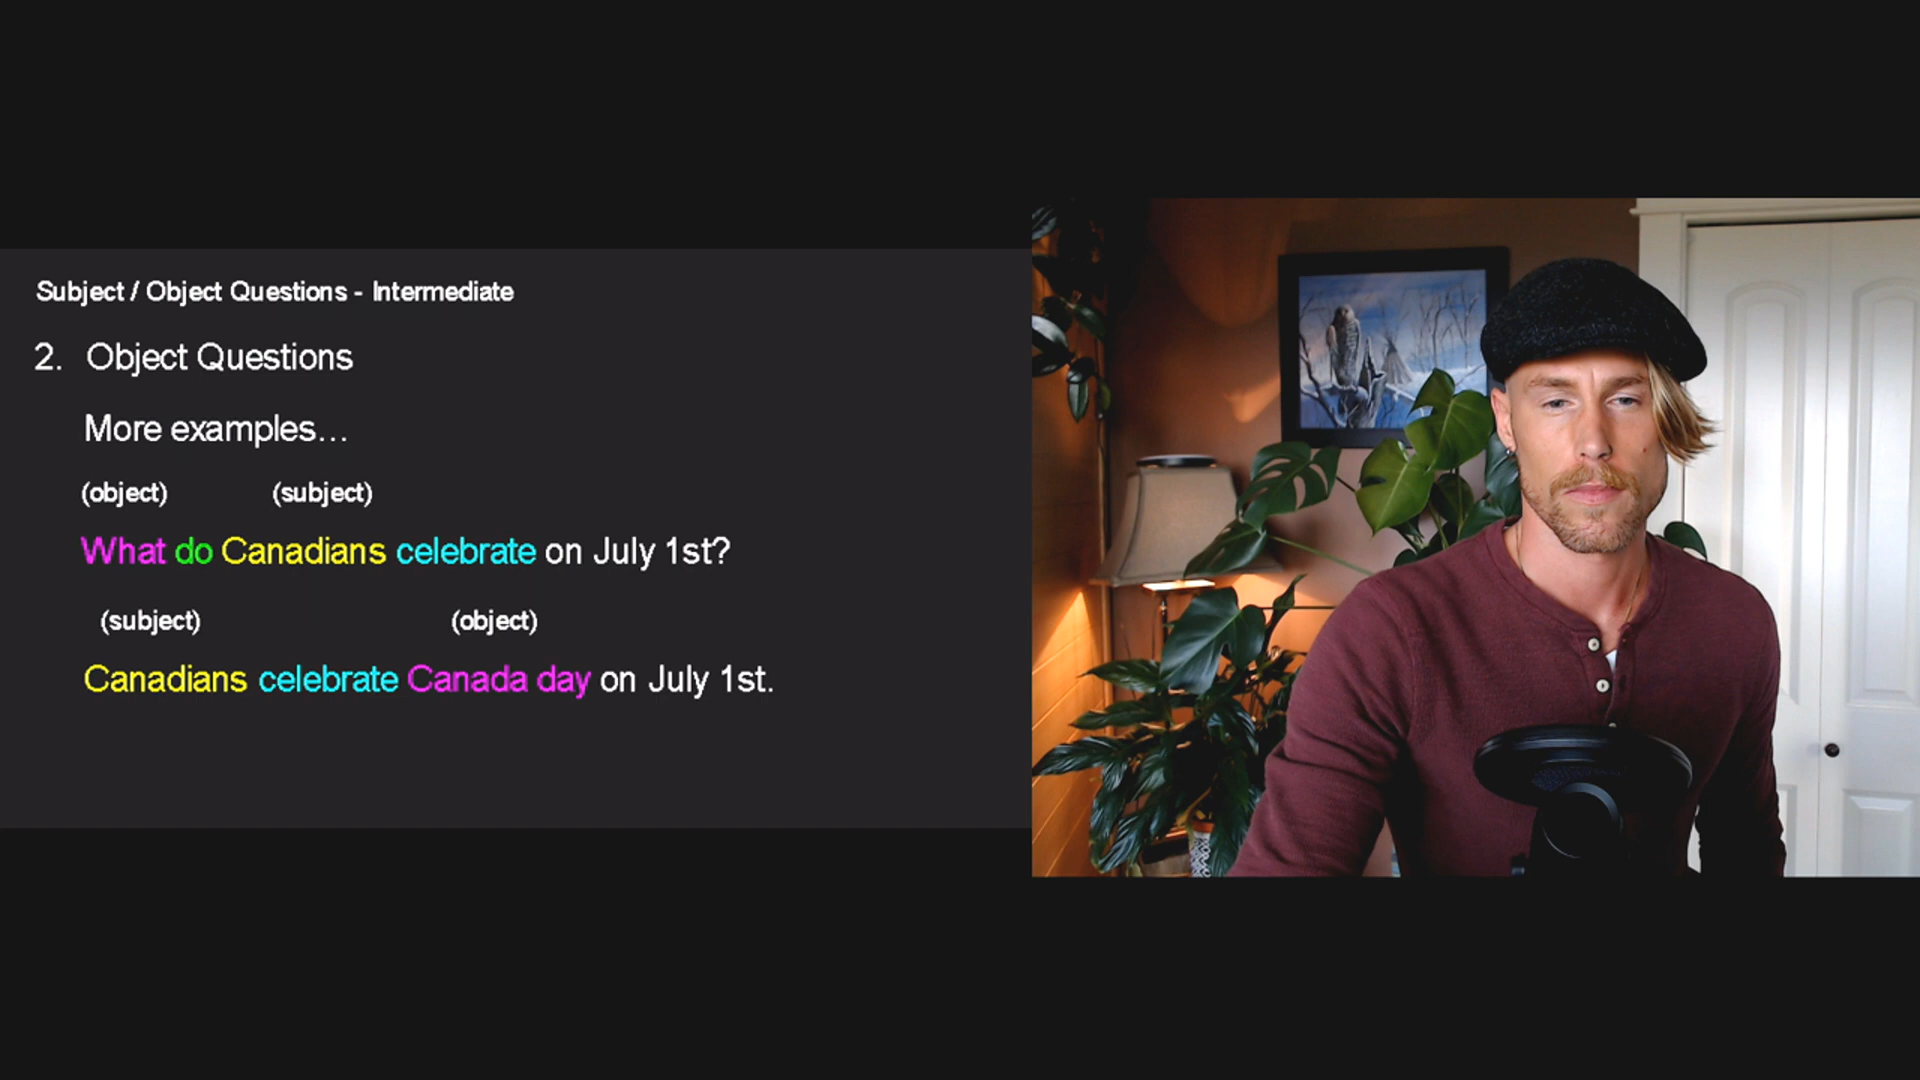 Subject / Object Questions - Intermediate
2. Object Questions
More examples...
(object) (subject)
What do Canadians celebrate on July 1st?
(subject) (object)
Canadians celebrate Canada day on July 1st.